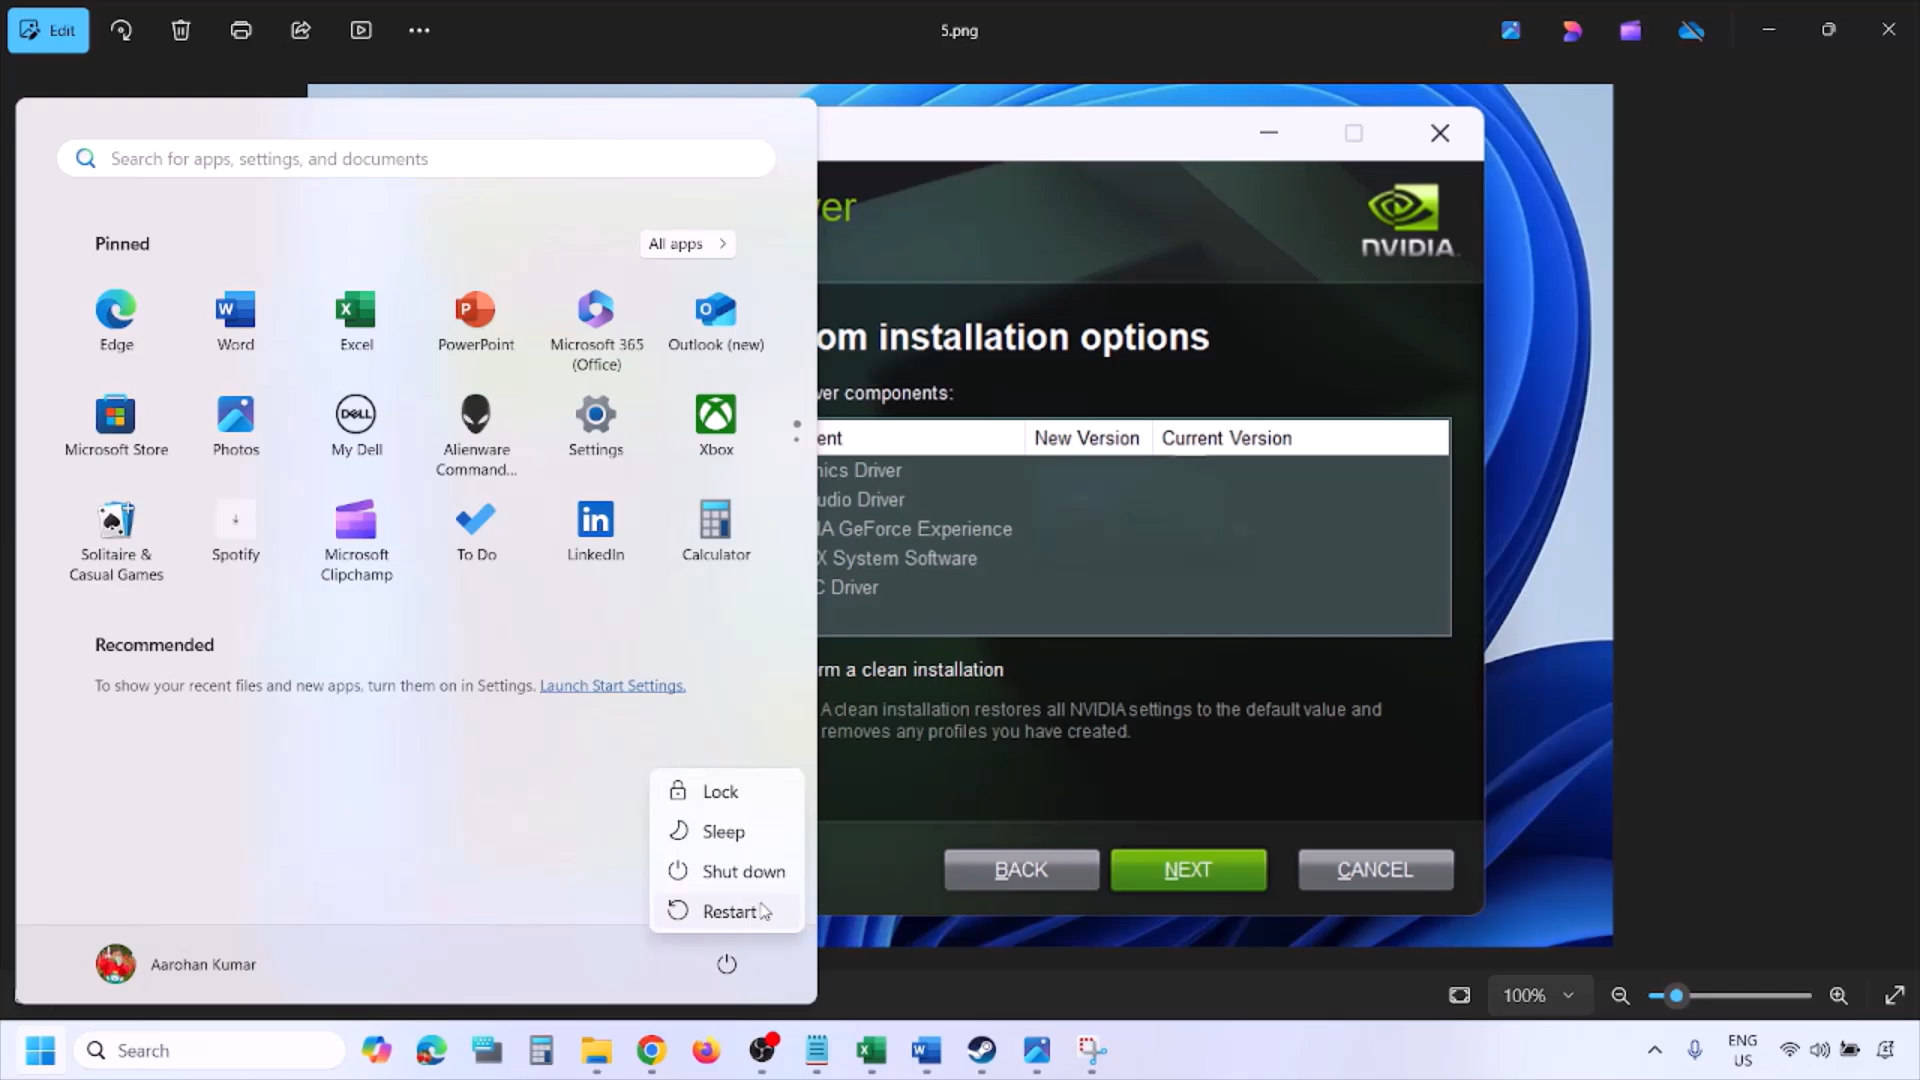 Edit
5.png
Search for apps, settings, and documents
Pinned
All apps
Edge
Word
Excel
PowerPoint
Microsoft 365
(Office)
Outlook (new)
Microsoft Store
Photos
DELL
My Dell
Alienware
Command...
Settings
Xbox
Solitaire &
Casual Games
Spotify
Microsoft
Clipchamp
To Do
LinkedIn
Calculator
Recommended
To show your recent files and new apps, turn them on in Settings. Launch Start Settings.
Lock
Sleep
Shut down
Restart
Aarohan Kumar
ver
NVIDIA.
om installation options
ver components:
ent New Version Current Version
hics Driver
udio Driver
IA GeForce Experience
X System Software
C Driver
rm a clean installation
A clean installation restores all NVIDIA settings to the default value and
removes any profiles you have created.
BACK NEXT CANCEL
100%
Search
ENG
US